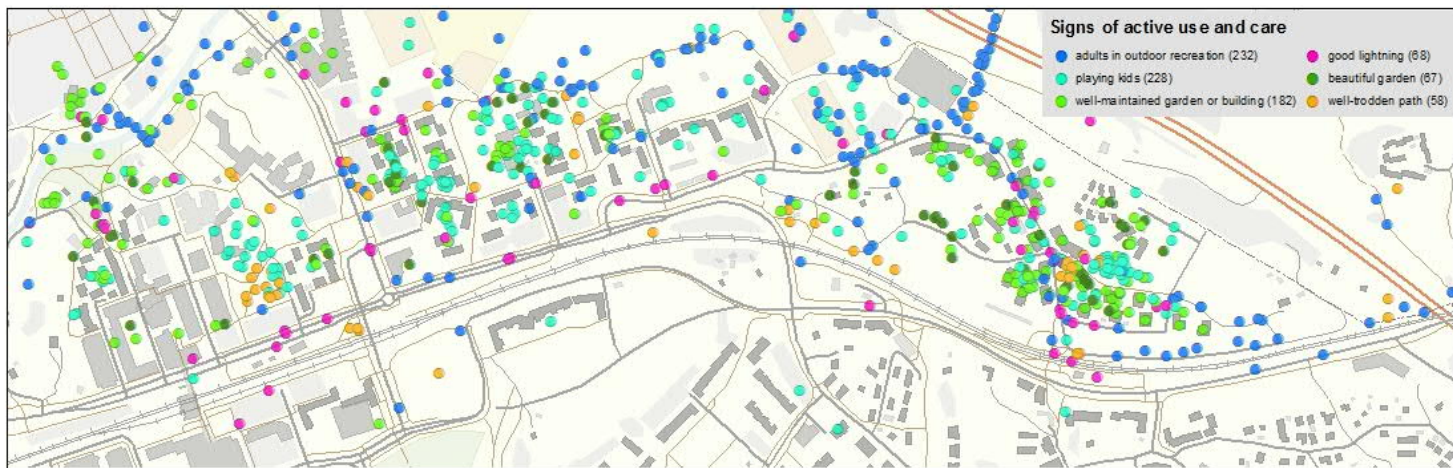 Signs of active use and care
adults in outdoor recreation (232)
playing kids (228)
well-maintained garden or building (182)
good lightning (68)
beautiful garden (67)
well-trodden path (58)